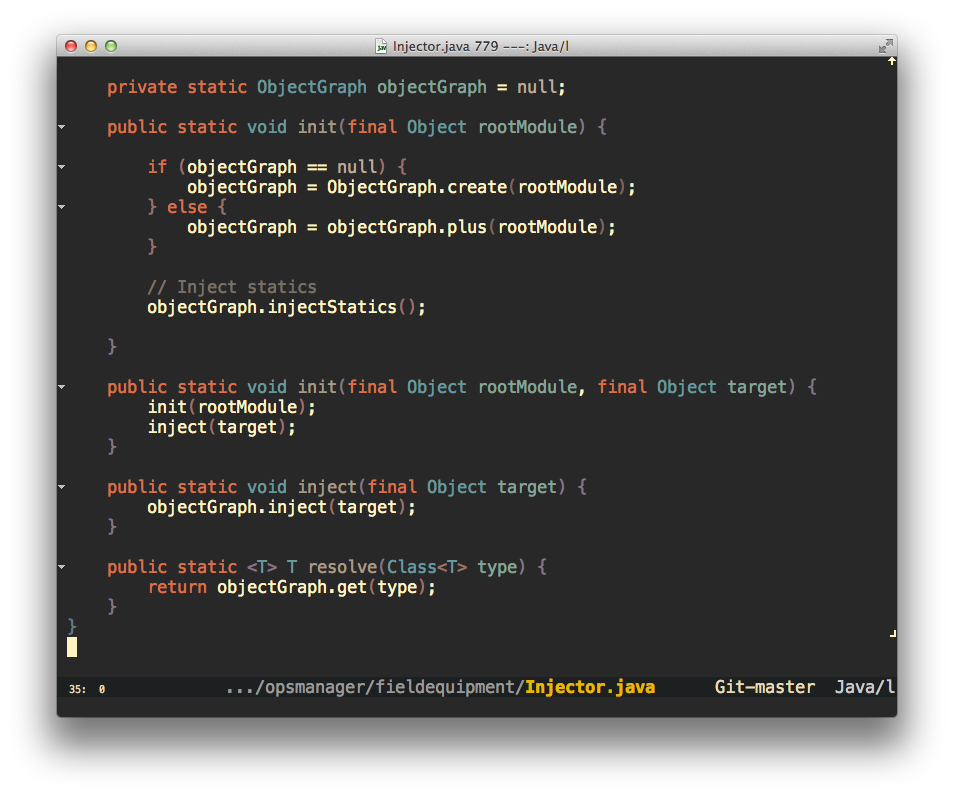 Injector.java 779 ---: Java/l
private static ObjectGraph objectGraph = null;
public static void init(final Object rootModule) {
if (objectGraph == null) {
objectGraph = ObjectGraph.create(rootModule);
} else {
objectGraph = objectGraph.plus(rootModule);
}
// Inject statics
objectGraph.injectStatics();
}
public static void init(final Object rootModule, final Object target) {
init(rootModule);
inject(target);
}
public static void inject(final Object target) {
objectGraph.inject(target);
}
public static <T> T resolve(Class<T> type) {
return objectGraph.get(type);
}
}
35: 0 .../opsmanager/fieldequipment/Injector.java Git-master Java/l